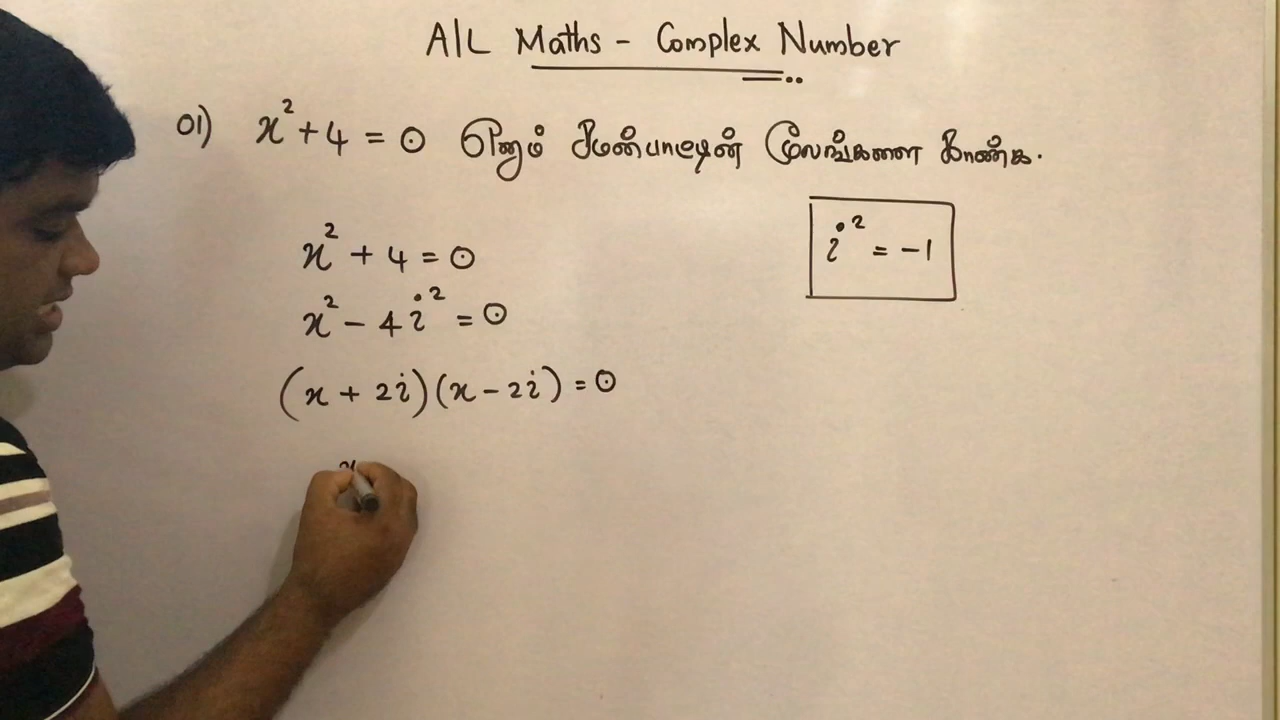 A/L Maths - Complex Number
01) x² + 4 = 0 எனும் சமன்பாட்டின் மூலங்களை காண்க.
i² = -1
x² + 4 = 0
x² - 4i² = 0
(x + 2i)(x - 2i) = 0
x